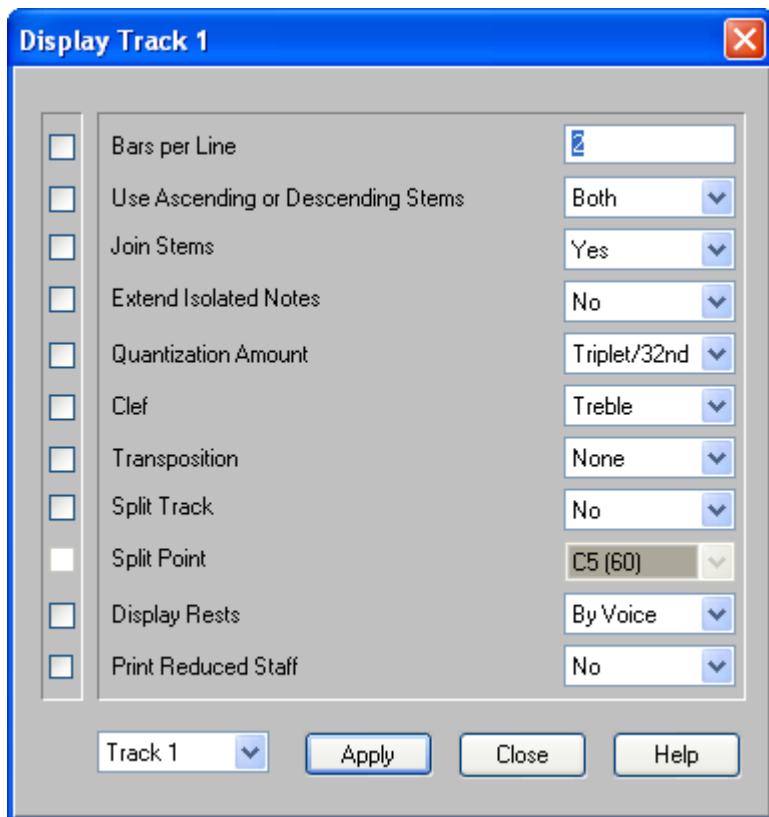 Display Track 1
Bars per Line 2
Use Ascending or Descending Stems Both
Join Stems Yes
Extend Isolated Notes No
Quantization Amount Triplet/32nd
Clef Treble
Transposition None
Split Track No
Split Point C5 (60)
Display Rests By Voice
Print Reduced Staff No
Track 1 Apply Close Help